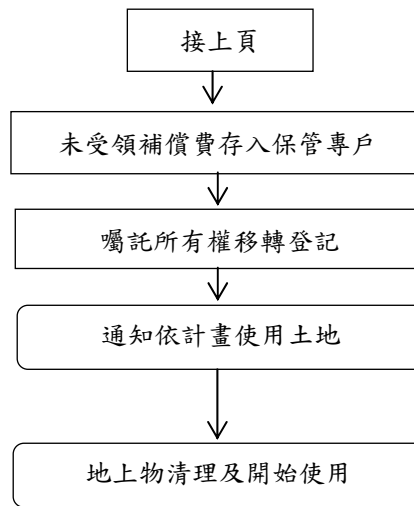 接上頁
未受領補償費存入保管專戶
囑託所有權移轉登記
通知依計畫使用土地
地上物清理及開始使用